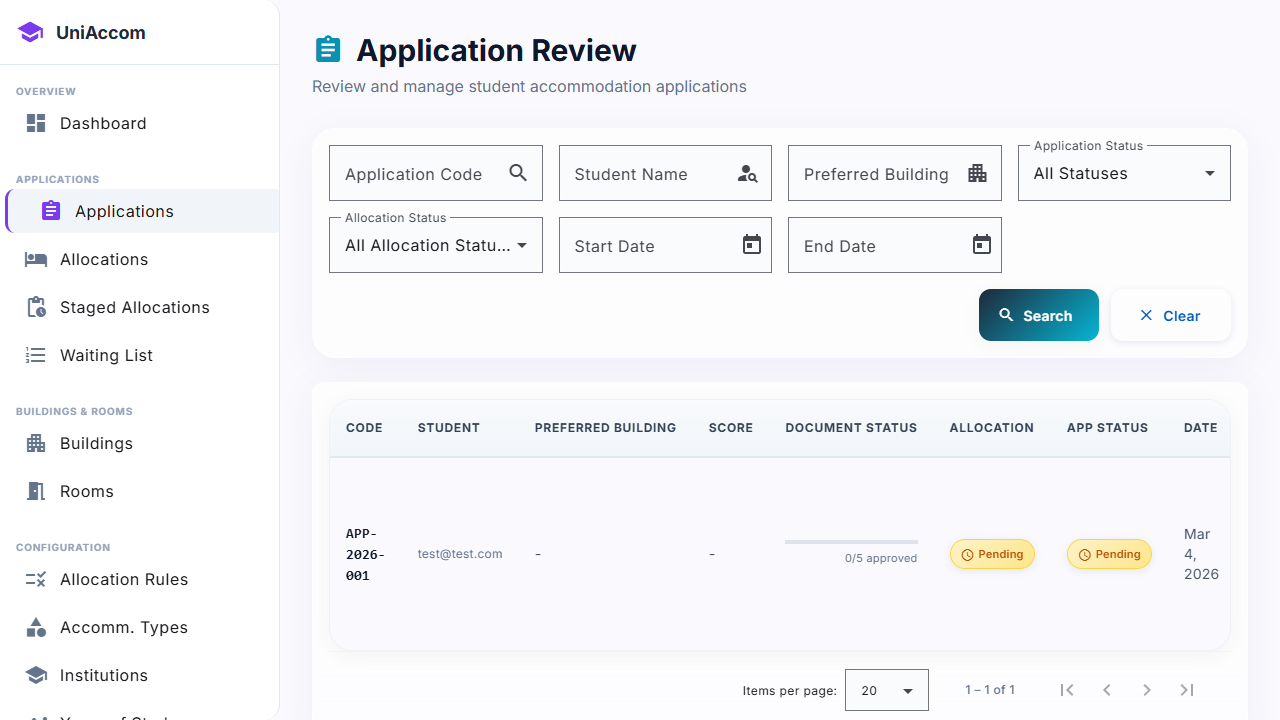 UniAccom
OVERVIEW
Dashboard
APPLICATIONS
Applications
Allocations
Staged Allocations
Waiting List
BUILDINGS & ROOMS
Buildings
Rooms
CONFIGURATION
Allocation Rules
Accomm. Types
Institutions
Application Review
Review and manage student accommodation applications
Application Code
Student Name
Preferred Building
Application Status
All Statuses
Allocation Status
All Allocation Statu...
Start Date
End Date
Search
Clear
CODE STUDENT PREFERRED BUILDING SCORE DOCUMENT STATUS ALLOCATION APP STATUS DATE
APP-
2026-
001
test@test.com
-
-
0/5 approved
Pending
Pending
Mar
4,
2026
Items per page: 20 1 – 1 of 1